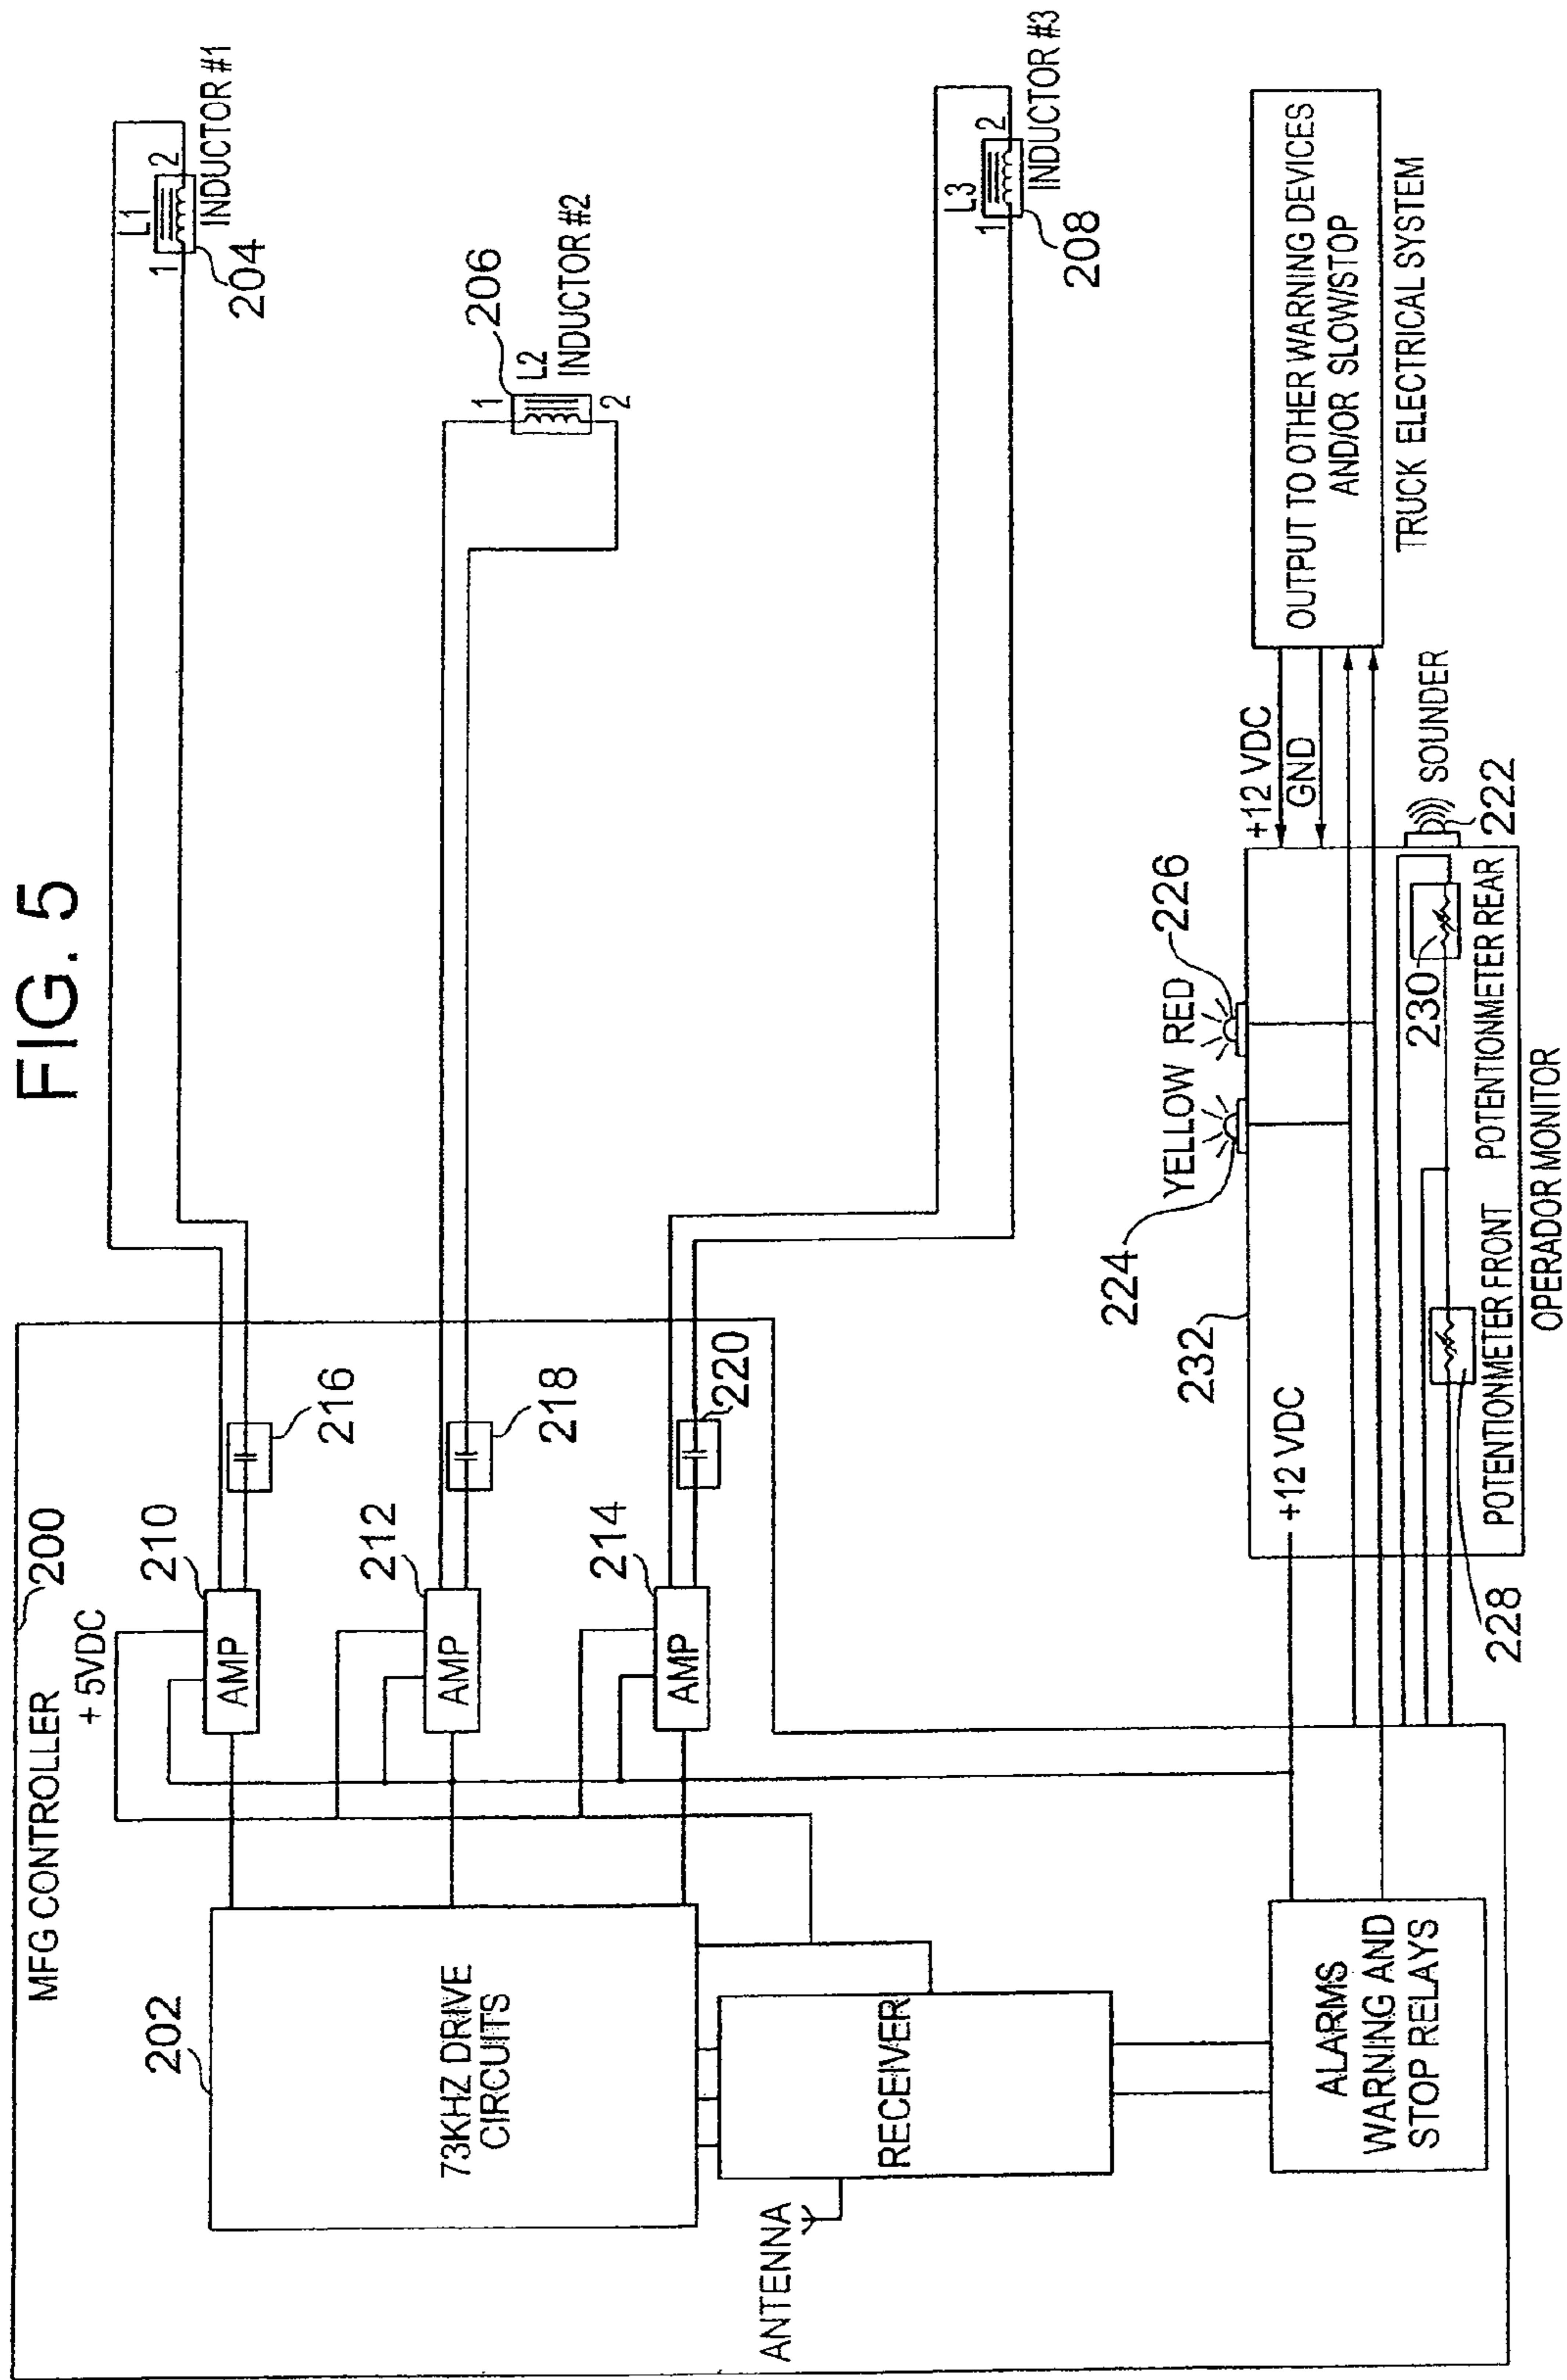 FIG. 5
MFG CONTROLLER
200
+ 5VDC
202
73KHZ DRIVE
CIRCUITS
210
AMP
212
AMP
214
AMP
216
218
220
L1
1
2
INDUCTOR #1
204
206
1
L2
2
INDUCTOR #2
L3
1
2
INDUCTOR #3
208
ANTENNA
RECEIVER
ALARMS
WARNING AND
STOP RELAYS
+12 VDC
232
224
YELLOW RED
226
+12 VDC
GND
OUTPUT TO OTHER WARNING DEVICES
AND/OR SLOW/STOP
TRUCK ELECTRICAL SYSTEM
SOUNDER
222
230
228
POTENTIONMETER FRONT
POTENTIONMETER REAR
OPERADOR MONITOR